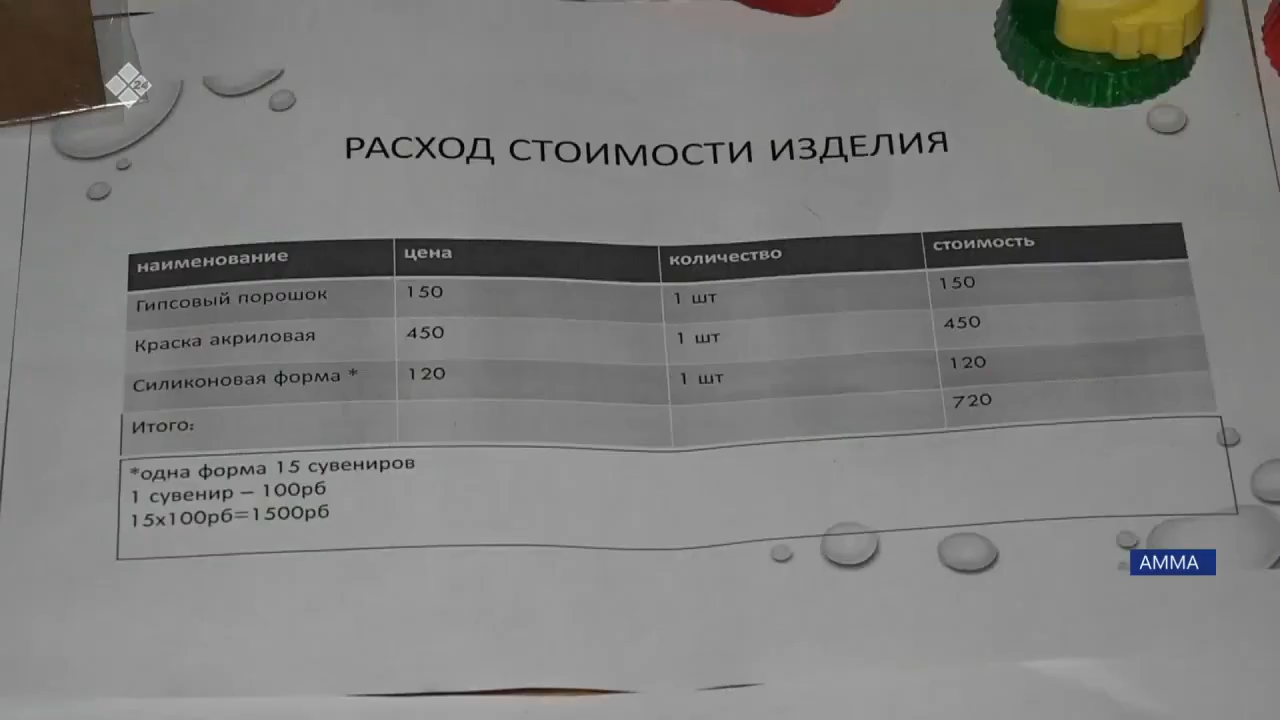 24
РАСХОД СТОИМОСТИ ИЗДЕЛИЯ
наименование цена количество стоимость
Гипсовый порошок 150 1 шт 150
Краска акриловая 450 1 шт 450
Силиконовая форма * 120 1 шт 120
Итого: 720
*одна форма 15 сувениров
1 сувенир – 100рб
15х100рб=1500рб
АММА